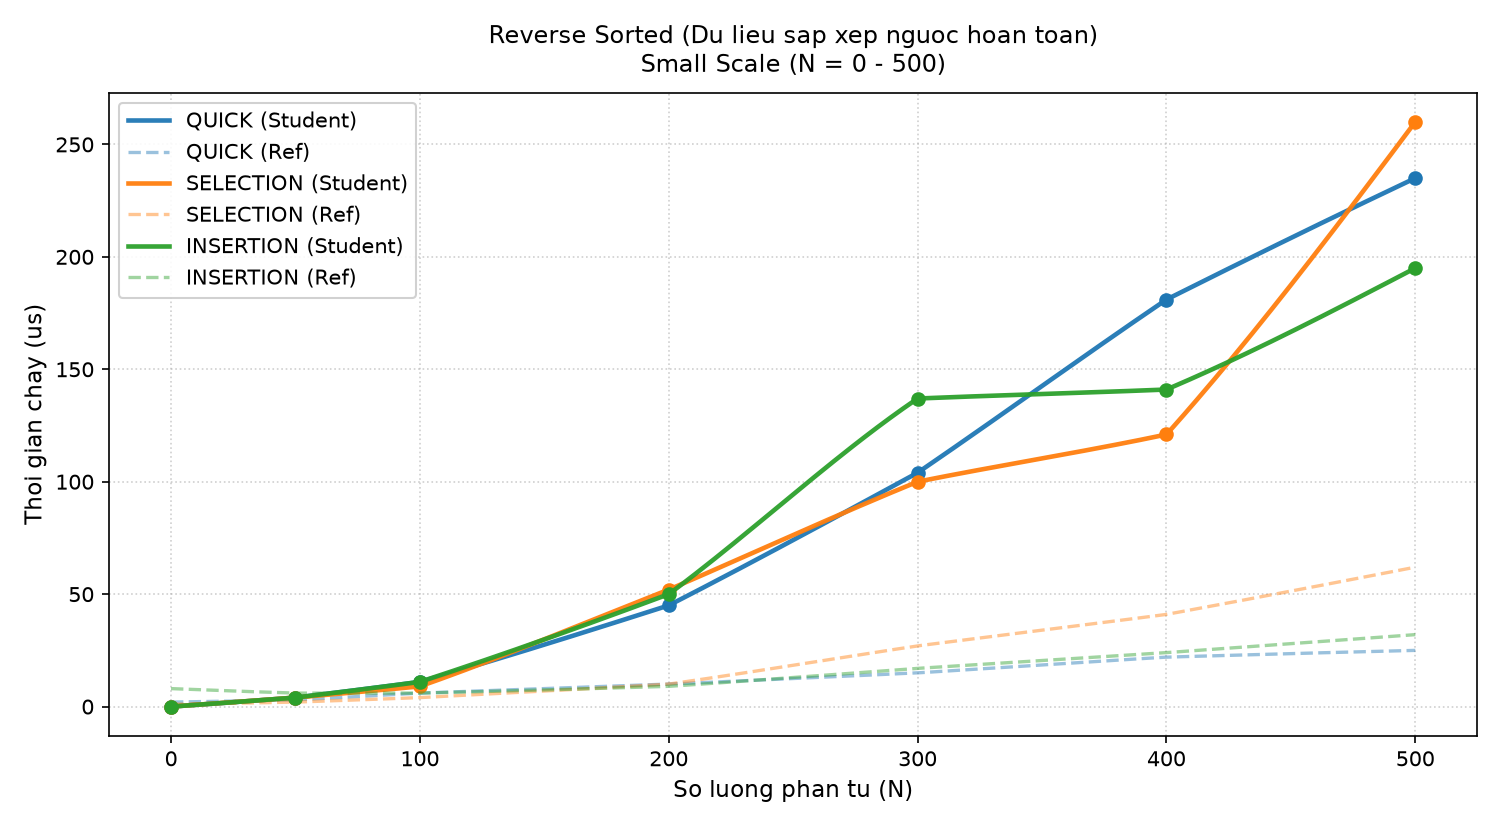 Reverse Sorted (Du lieu sap xep nguoc hoan toan)
Small Scale (N = 0 - 500)
QUICK (Student)
QUICK (Ref)
SELECTION (Student)
SELECTION (Ref)
INSERTION (Student)
INSERTION (Ref)
Thoi gian chay (us)
250
200
150
100
50
0
0
100
200
300
400
500
So luong phan tu (N)